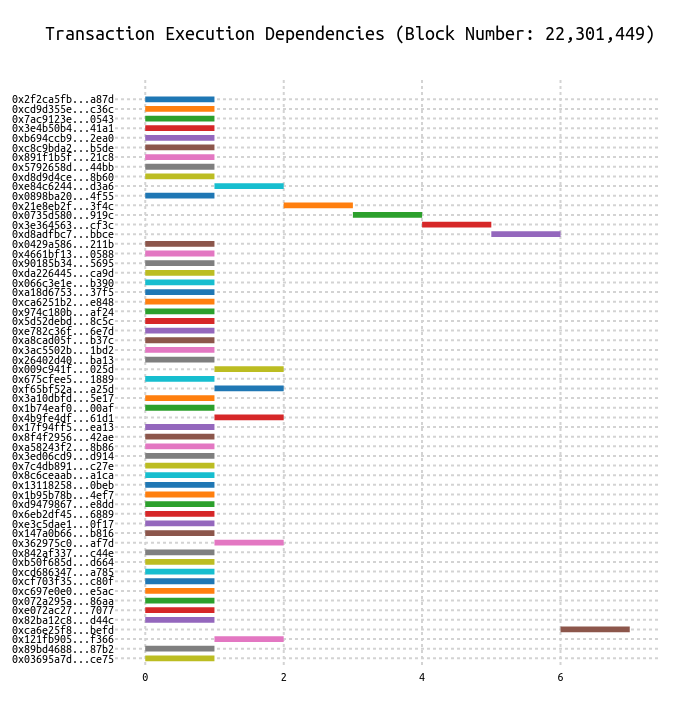 Transaction Execution Dependencies (Block Number: 22,301,449)
0x2f2ca5fb...a87d
0xcd9d355e...c36c
0x7ac9123e...0543
0x3e4b50b4...41a1
0xb694ccb9...2ea0
0xc8c9bda2...b5de
0x891f1b5f...21c8
0x5792658d...44bb
0xd8d9d4ce...8b60
0xe84c6244...d3a6
0x0898ba20...4f55
0x21e8eb2f...3f4c
0x0735d580...919c
0x3e364563...cf3c
0xd8adfbc7...bbce
0x0429a586...211b
0x4661bf13...0588
0x90185b34...5695
0xda226445...ca9d
0x066c3e1e...b390
0xa18d6753...37f5
0xca6251b2...e848
0x974c180b...af24
0x5d52debd...8c5c
0xe782c36f...6e7d
0xa8cad05f...b37c
0x3ac5502b...1bd2
0x26402d40...ba13
0x009c941f...025d
0x675cfee5...1889
0xf65bf52a...a25d
0x3a10dbfd...5e17
0x1b74eaf0...00af
0x4b9fe4df...61d1
0x17f94ff5...ea13
0x8f4f2956...42ae
0xa58243f2...8b86
0x3ed06cd9...d914
0x7c4db891...c27e
0x8c6ceaab...a1ca
0x13118258...0beb
0x1b95b78b...4ef7
0xd9479867...e8dd
0x6eb2df45...6889
0xe3c5dae1...0f17
0x147a0b66...b816
0x362975c0...af7d
0x842af337...c44e
0xb50f685d...d664
0xcd686347...a785
0xcf703f35...c80f
0xc697e0e0...e5ac
0x072a295a...86aa
0xe072ac27...7077
0x82ba12c8...d44c
0xca6e25f8...befd
0x121fb905...f366
0x89bd4688...87b2
0x03695a7d...ce75
0 2 4 6